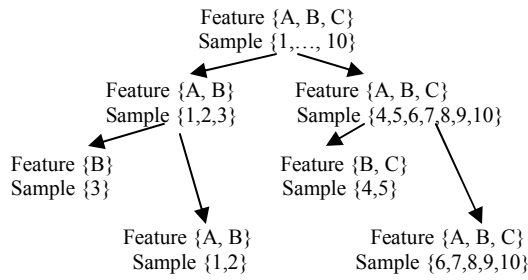 Feature {A, B, C}
Sample {1,…, 10}
Feature {A, B}
Sample {1,2,3}
Feature {A, B, C}
Sample {4,5,6,7,8,9,10}
Feature {B}
Sample {3}
Feature {B, C}
Sample {4,5}
Feature {A, B}
Sample {1,2}
Feature {A, B, C}
Sample {6,7,8,9,10}